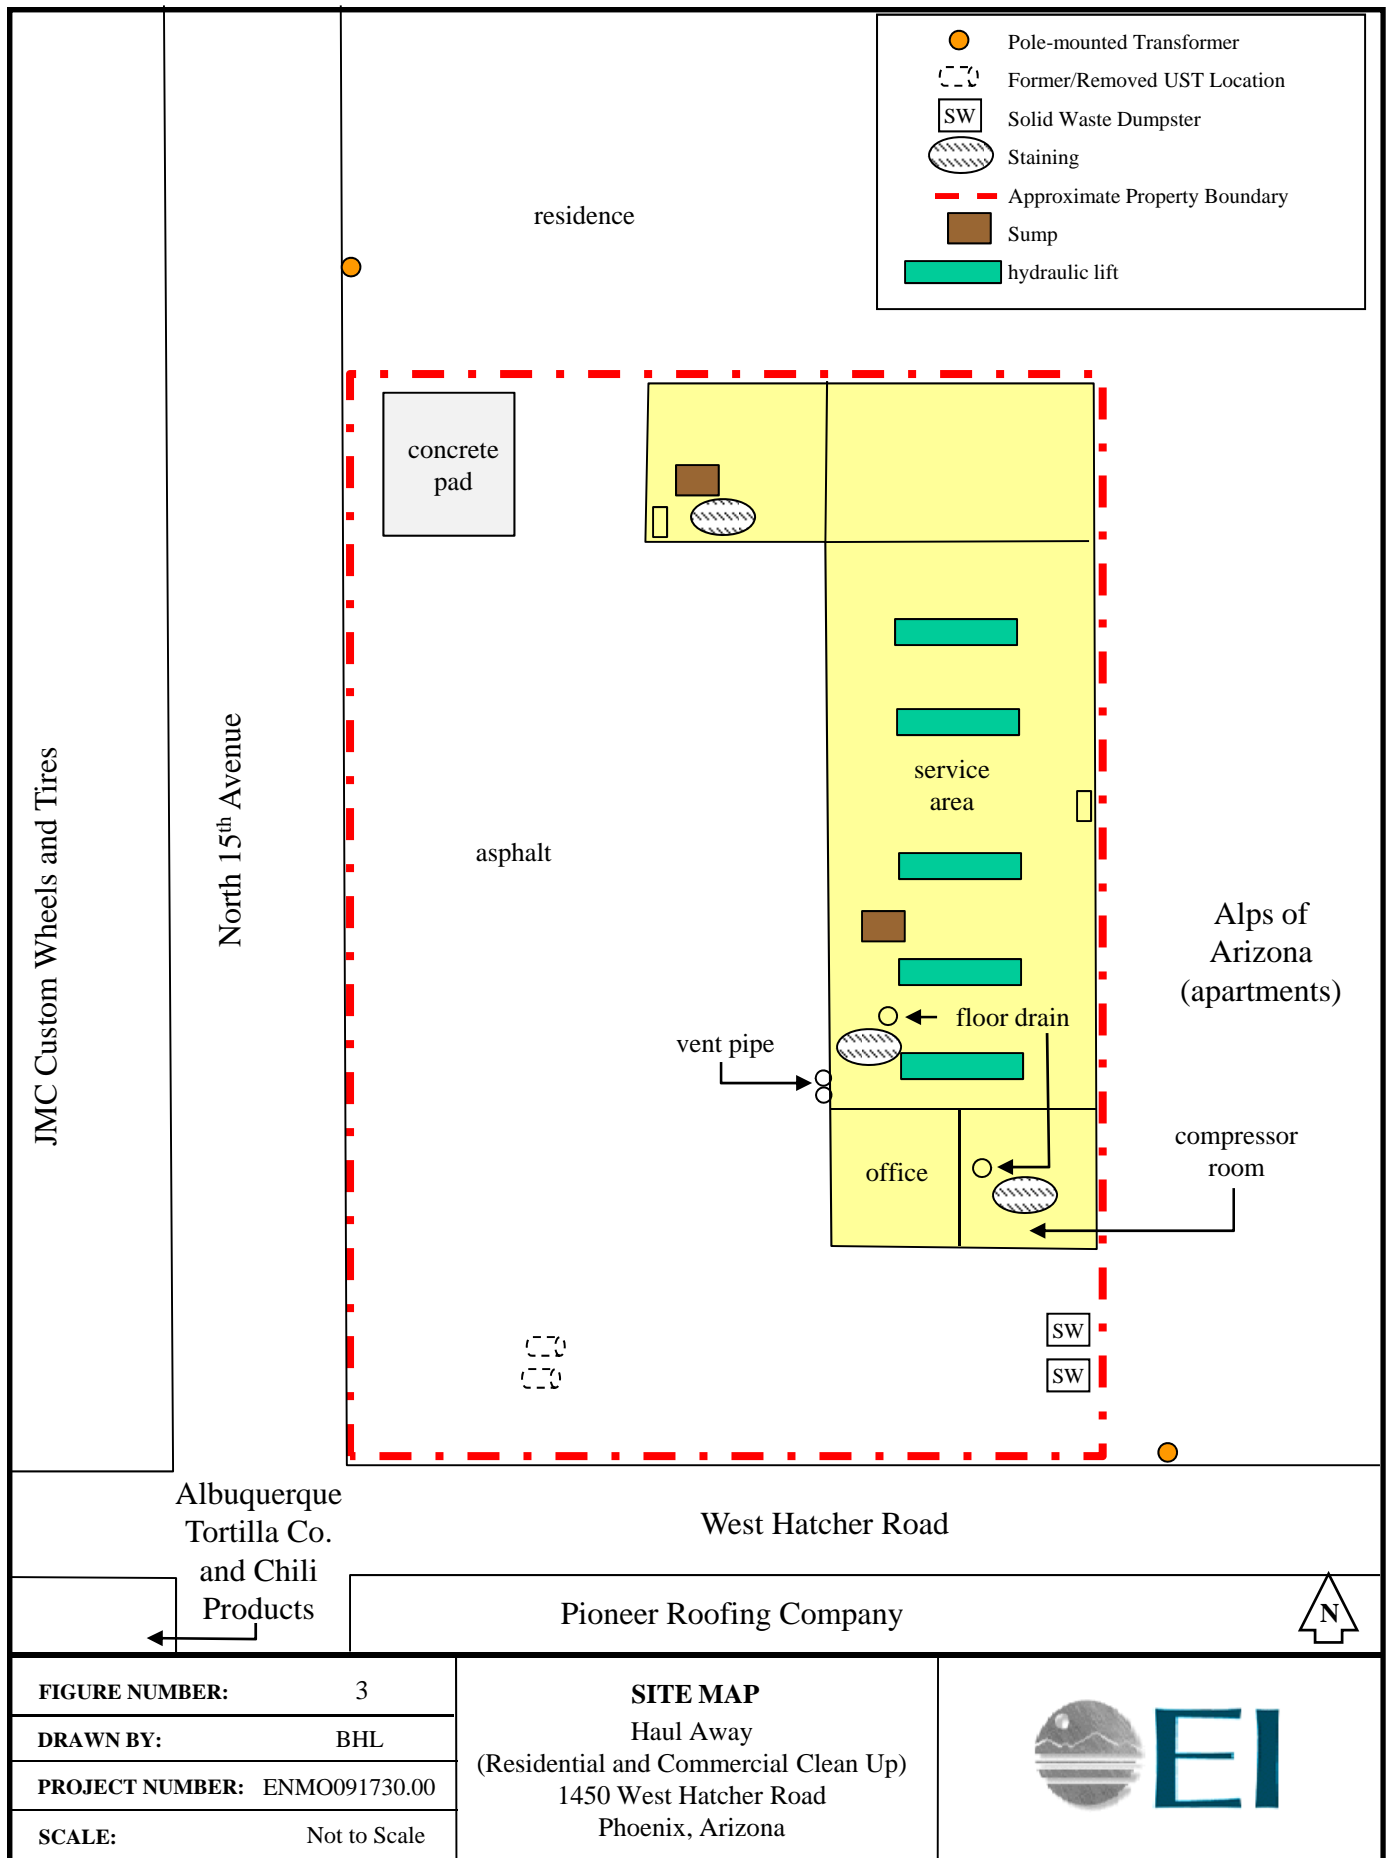 Pole-mounted Transformer
Former/Removed UST Location
SW Solid Waste Dumpster
Staining
Approximate Property Boundary
Sump
hydraulic lift
residence
concrete
pad
service
area
asphalt
JMC Custom Wheels and Tires
North 15th Avenue
Alps of
Arizona
(apartments)
floor drain
vent pipe
compressor
room
office
SW
SW
Albuquerque
Tortilla Co.
and Chili
Products
West Hatcher Road
Pioneer Roofing Company
N
FIGURE NUMBER: 3
DRAWN BY: BHL
PROJECT NUMBER: ENMO091730.00
SCALE: Not to Scale
SITE MAP
Haul Away
(Residential and Commercial Clean Up)
1450 West Hatcher Road
Phoenix, Arizona
EI